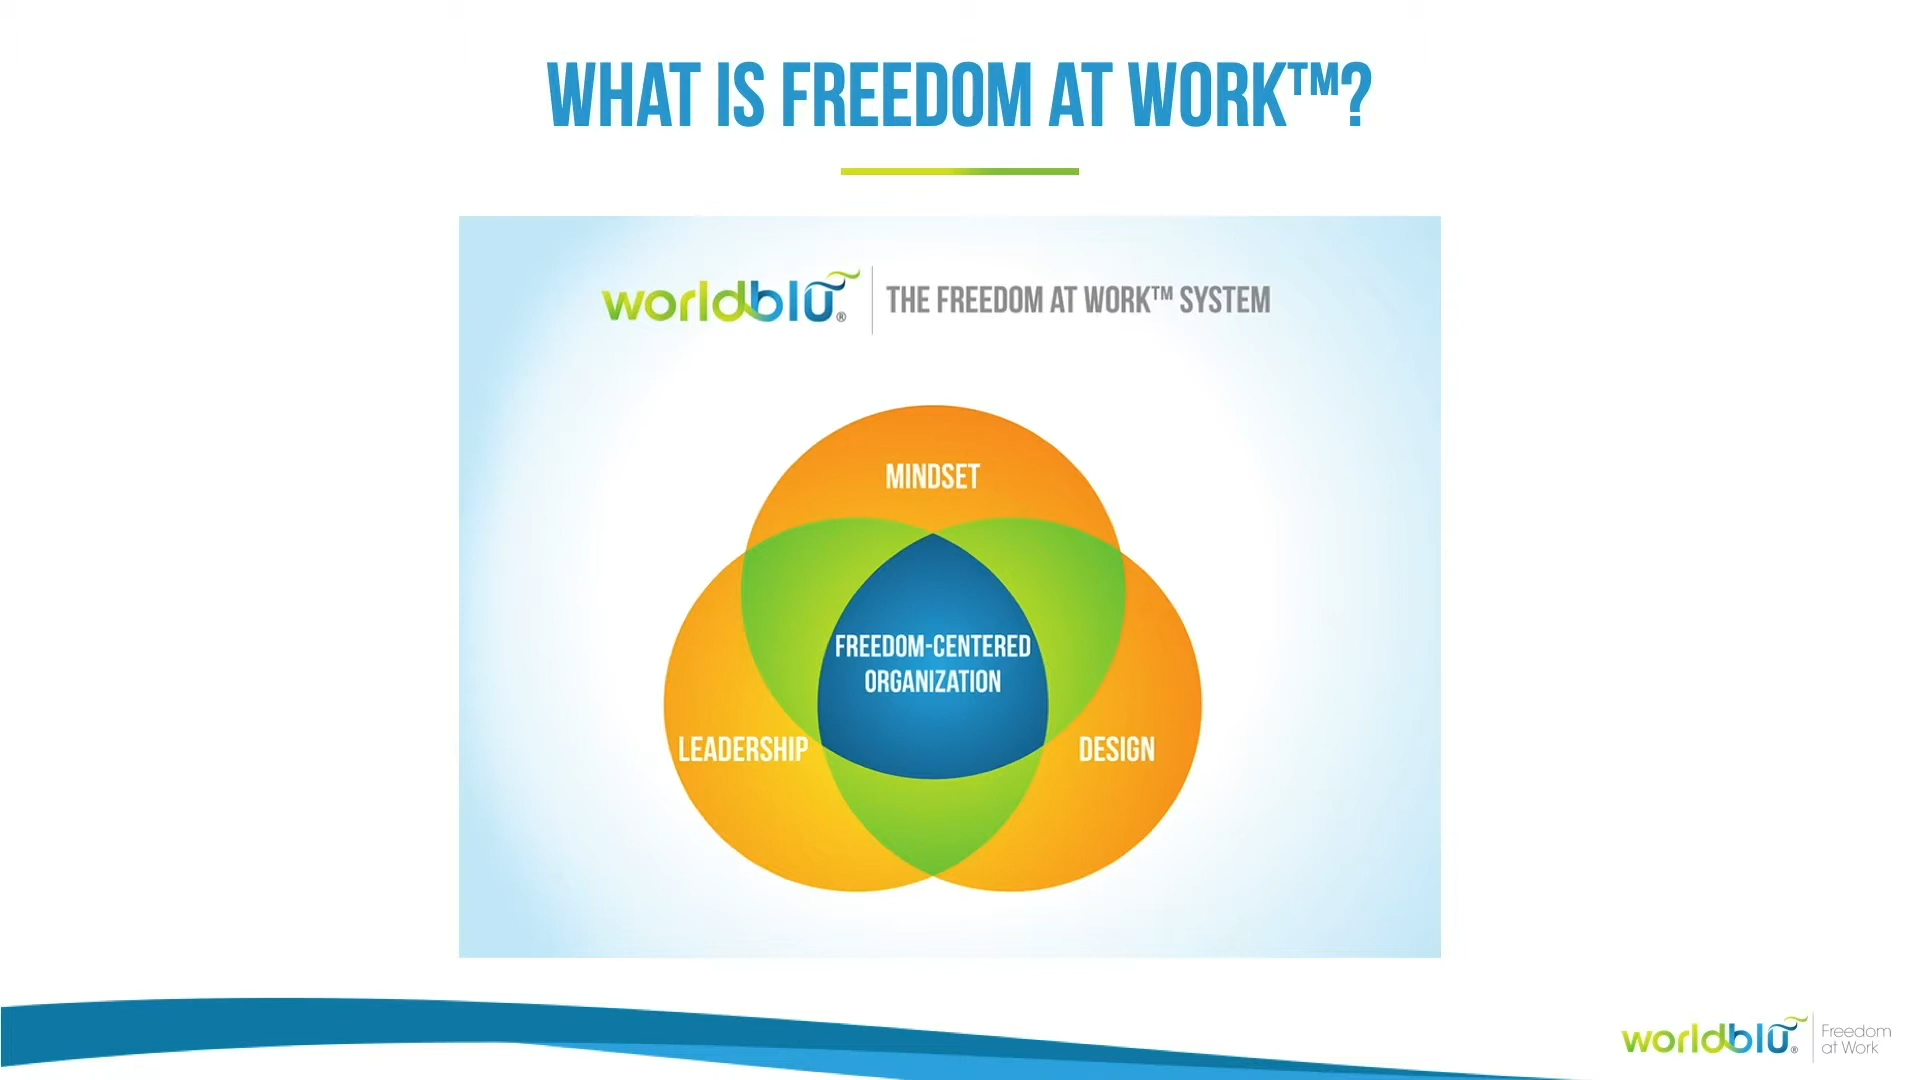 WHAT IS FREEDOM AT WORK™?
worldblu® THE FREEDOM AT WORK™ SYSTEM
MINDSET
FREEDOM-CENTERED
ORGANIZATION
LEADERSHIP
DESIGN
worldblu® Freedom
at Work